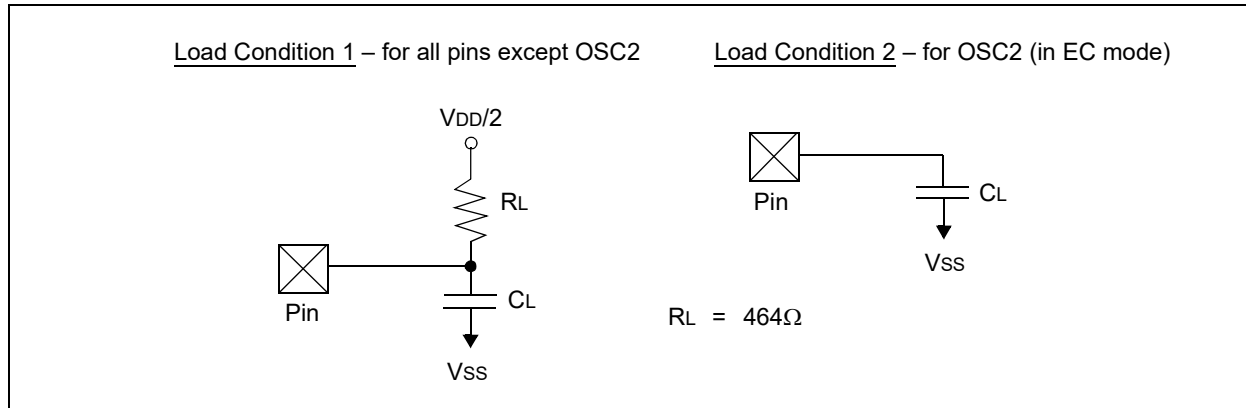 Load Condition 1 – for all pins except OSC2
Load Condition 2 – for OSC2 (in EC mode)
VDD/2
RL
Pin
CL
VSS
Pin
CL
VSS
RL = 464Ω